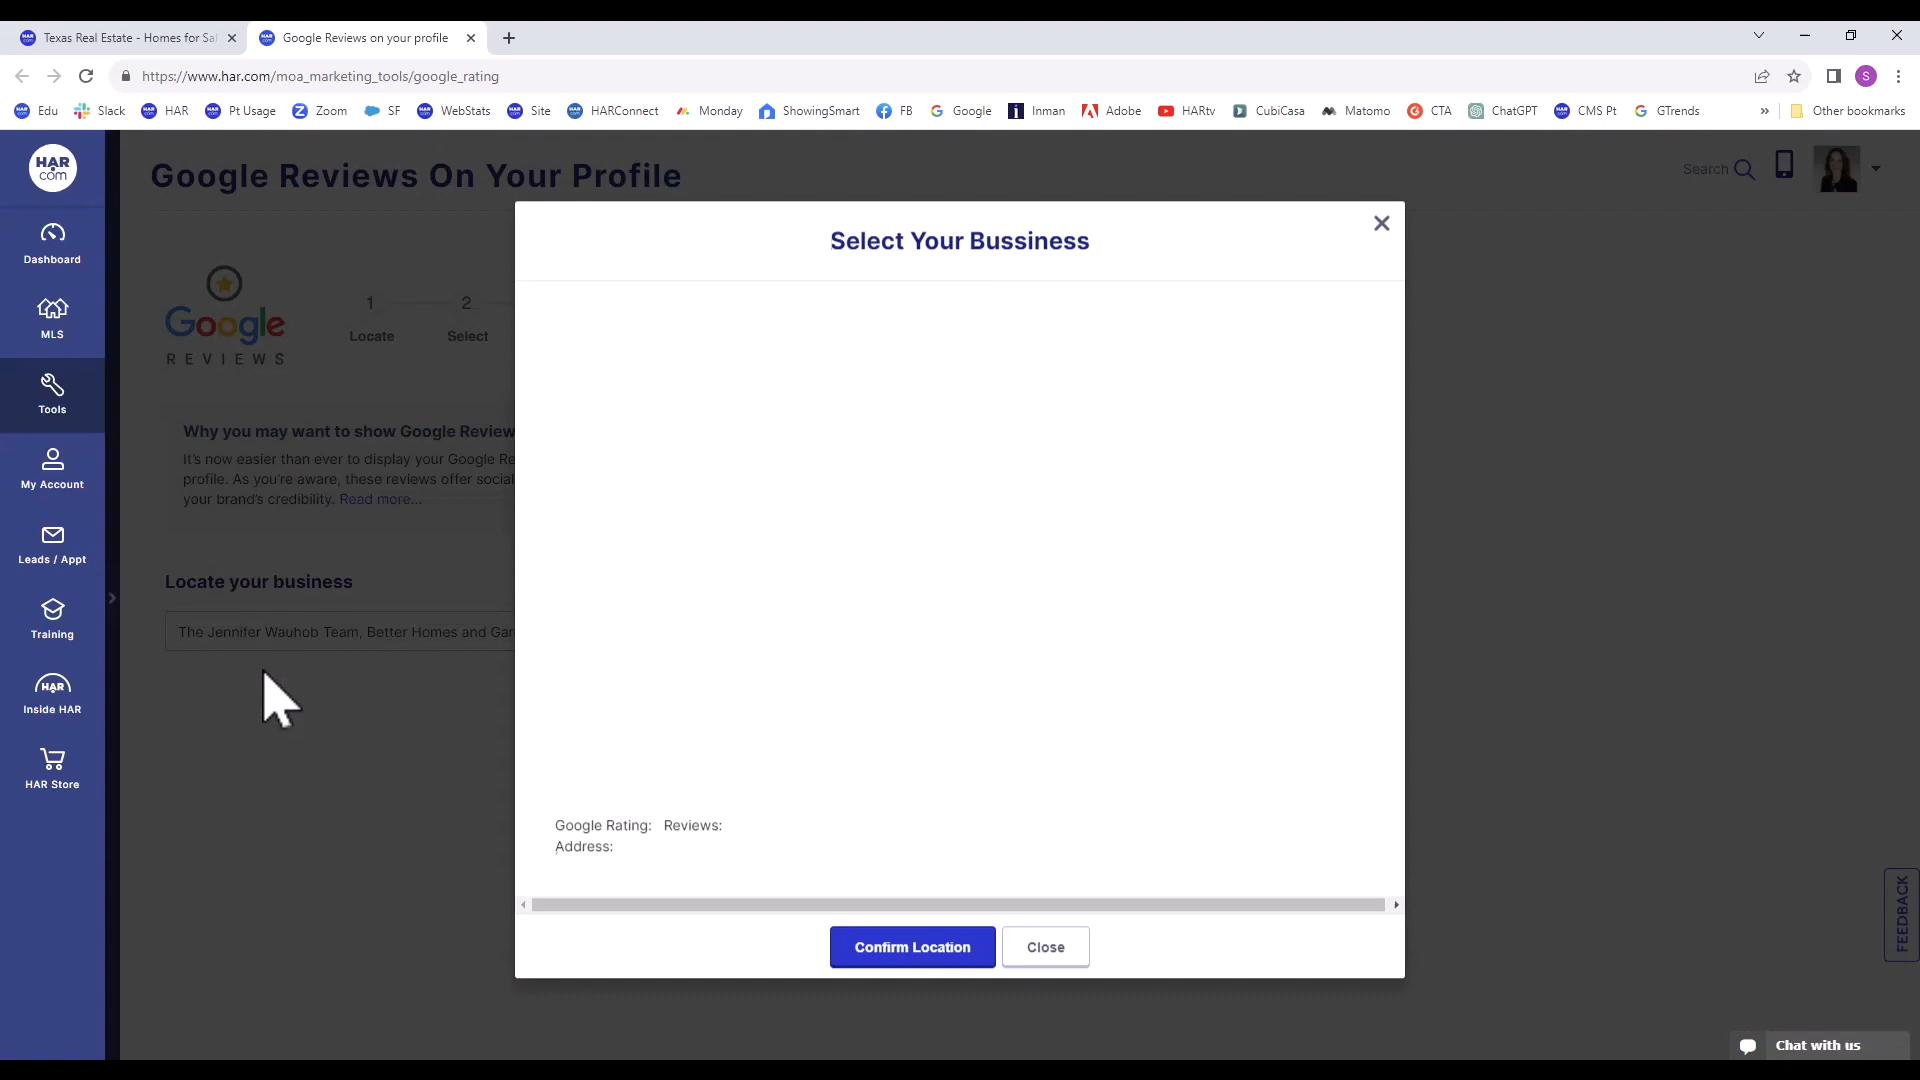 Texas Real Estate - Homes for Sal
Google Reviews on your profile
https://www.har.com/moa_marketing_tools/google_rating
S
Edu Slack HAR Pt Usage Zoom SF WebStats Site HARConnect Monday ShowingSmart FB Google Inman Adobe HARtv CubiCasa Matomo CTA ChatGPT CMS Pt GTrends » Other bookmarks
HAR
com
Dashboard
MLS
Tools
My Account
Leads / Appt
Training
HAR
Inside HAR
HAR Store
Google Reviews On Your Profile
Search
Google
REVIEWS
1 2
Locate Select
Why you may want to show Google Review
It's now easier than ever to display your Google Re
profile. As you're aware, these reviews offer social
your brand's credibility. Read more...
Locate your business
The Jennifer Wauhob Team, Better Homes and Gar
Select Your Bussiness
Google Rating: Reviews:
Address:
Confirm Location Close
FEEDBACK
Chat with us